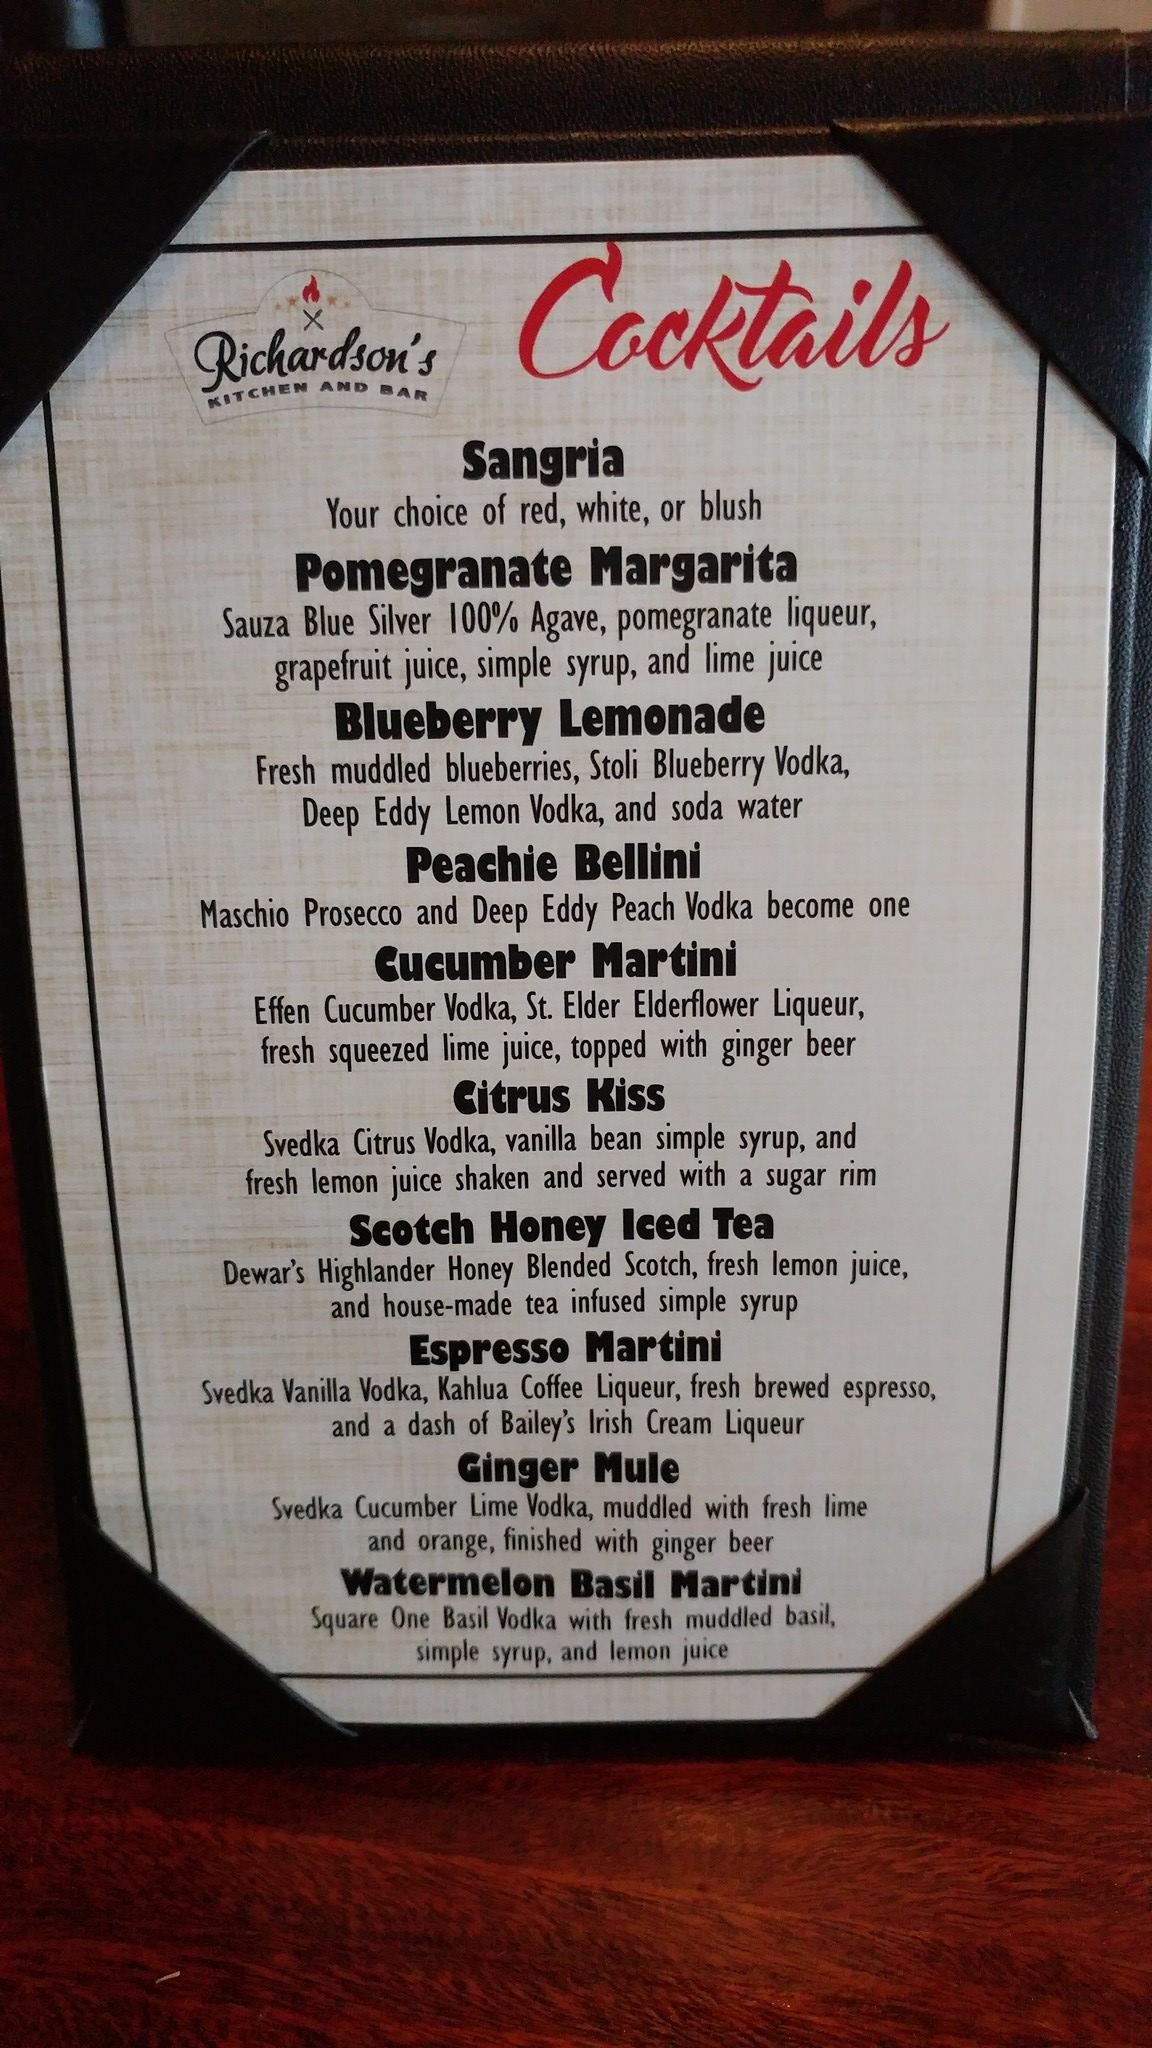 Richardson's
KITCHEN AND BAR
Cocktails
Sangria
Your choice of red, white, or blush
Pomegranate Margarita
Sauza Blue Silver 100% Agave, pomegranate liqueur,
grapefruit juice, simple syrup, and lime juice
Blueberry Lemonade
Fresh muddled blueberries, Stoli Blueberry Vodka,
Deep Eddy Lemon Vodka, and soda water
Peachie Bellini
Maschio Prosecco and Deep Eddy Peach Vodka become one
Cucumber Martini
Effen Cucumber Vodka, St. Elder Elderflower Liqueur,
fresh squeezed lime juice, topped with ginger beer
Citrus Kiss
Svedka Citrus Vodka, vanilla bean simple syrup, and
fresh lemon juice shaken and served with a sugar rim
Scotch Honey Iced Tea
Dewar's Highlander Honey Blended Scotch, fresh lemon juice,
and house-made tea infused simple syrup
Espresso Martini
Svedka Vanilla Vodka, Kahlua Coffee Liqueur, fresh brewed espresso,
and a dash of Bailey's Irish Cream Liqueur
Ginger Mule
Svedka Cucumber Lime Vodka, muddled with fresh lime
and orange, finished with ginger beer
Watermelon Basil Martini
Square One Basil Vodka with fresh muddled basil,
simple syrup, and lemon juice